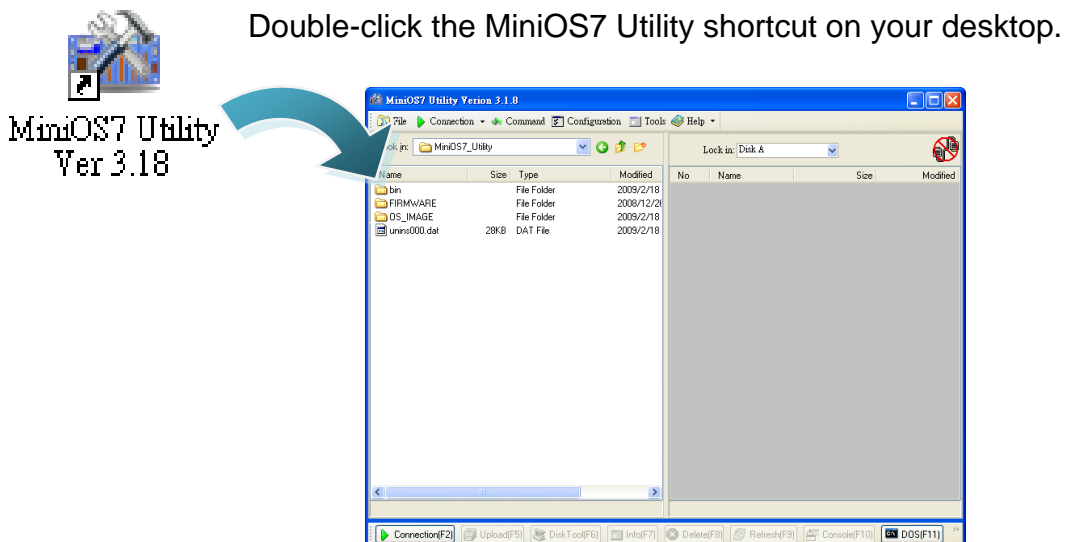 Double-click the MiniOS7 Utility shortcut on your desktop.
MiniOS7 Utility
Ver 3.18
MiniOS7 Utility Verion 3.1.8
File Connection Command Configuration Tools Help
ok in: MiniOS7_Utility
Lock in: Disk A
Name Size Type Modified
No Name Size Modified
bin File Folder 2009/2/18
FIRMWARE File Folder 2008/12/26
OS_IMAGE File Folder 2009/2/18
unins000.dat 28KB DAT File 2009/2/18
Connection(F2) Upload(F5) DiskTool(F6) Info(F7) Delete(F8) Refresh(F9) Console(F10) DOS(F11)